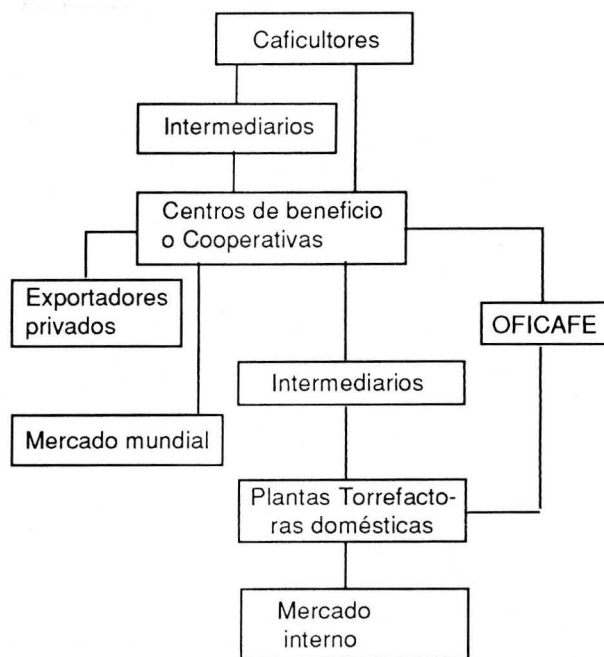 Caficultores
Intermediarios
Centros de beneficio
o Cooperativas
Exportadores
privados
OFICAFE
Intermediarios
Mercado mundial
Plantas Torrefacto-
ras domésticas
Mercado
interno